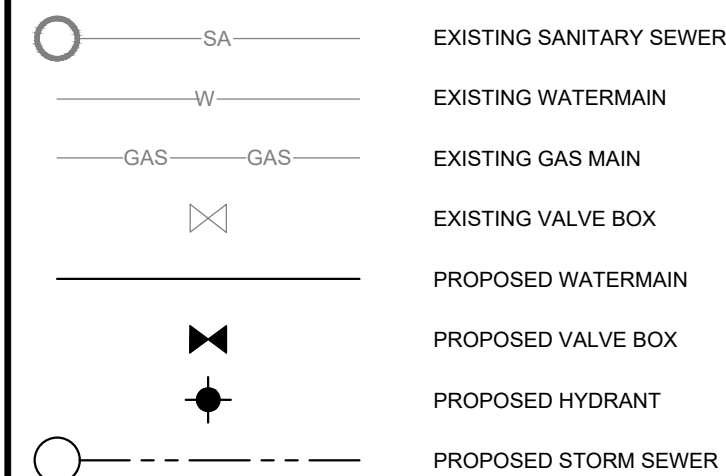 SA EXISTING SANITARY SEWER
W EXISTING WATERMAIN
GAS GAS EXISTING GAS MAIN
EXISTING VALVE BOX
PROPOSED WATERMAIN
PROPOSED VALVE BOX
PROPOSED HYDRANT
PROPOSED STORM SEWER